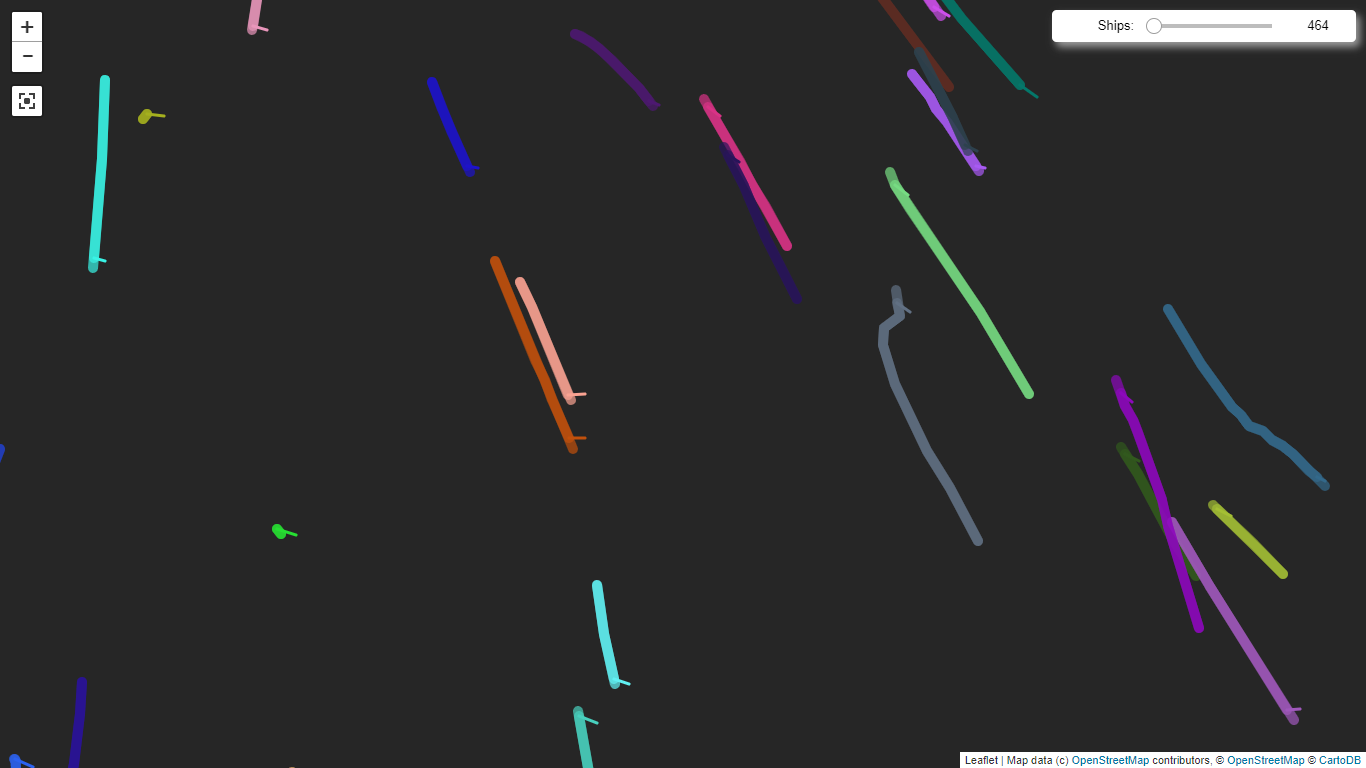 +
−
Ships: 464
Leaflet | Map data (c) OpenStreetMap contributors, © OpenStreetMap © CartoDB